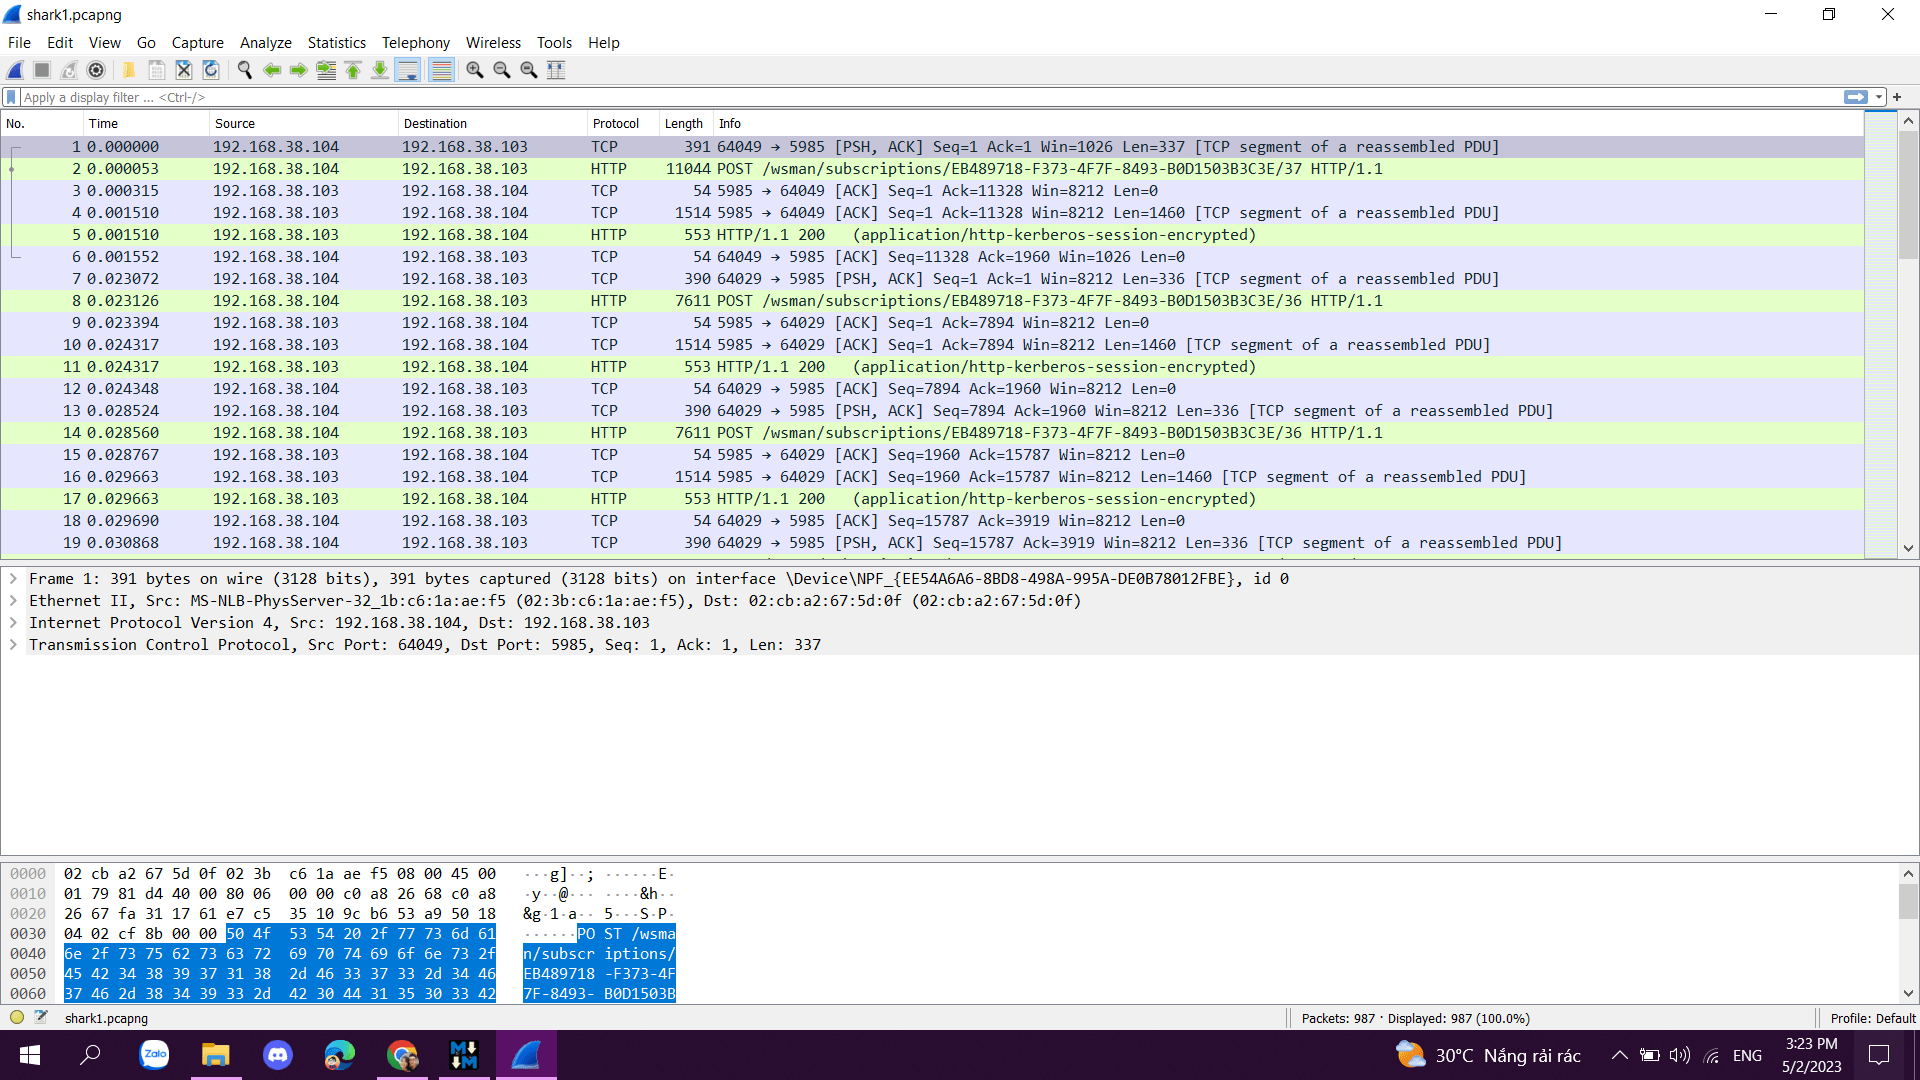 shark1.pcapng
File Edit View Go Capture Analyze Statistics Telephony Wireless Tools Help
Apply a display filter ... <Ctrl-/>
No. Time Source Destination Protocol Length Info
1 0.000000 192.168.38.104 192.168.38.103 TCP 391 64049 → 5985 [PSH, ACK] Seq=1 Ack=1 Win=1026 Len=337 [TCP segment of a reassembled PDU]
2 0.000053 192.168.38.104 192.168.38.103 HTTP 11044 POST /wsman/subscriptions/EB489718-F373-4F7F-8493-B0D1503B3C3E/37 HTTP/1.1
3 0.000315 192.168.38.103 192.168.38.104 TCP 54 5985 → 64049 [ACK] Seq=1 Ack=11328 Win=8212 Len=0
4 0.001510 192.168.38.103 192.168.38.104 TCP 1514 5985 → 64049 [ACK] Seq=1 Ack=11328 Win=8212 Len=1460 [TCP segment of a reassembled PDU]
5 0.001510 192.168.38.103 192.168.38.104 HTTP 553 HTTP/1.1 200 (application/http-kerberos-session-encrypted)
6 0.001552 192.168.38.104 192.168.38.103 TCP 54 64049 → 5985 [ACK] Seq=11328 Ack=1960 Win=1026 Len=0
7 0.023072 192.168.38.104 192.168.38.103 TCP 390 64029 → 5985 [PSH, ACK] Seq=1 Ack=1 Win=8212 Len=336 [TCP segment of a reassembled PDU]
8 0.023126 192.168.38.104 192.168.38.103 HTTP 7611 POST /wsman/subscriptions/EB489718-F373-4F7F-8493-B0D1503B3C3E/36 HTTP/1.1
9 0.023394 192.168.38.103 192.168.38.104 TCP 54 5985 → 64029 [ACK] Seq=1 Ack=7894 Win=8212 Len=0
10 0.024317 192.168.38.103 192.168.38.104 TCP 1514 5985 → 64029 [ACK] Seq=1 Ack=7894 Win=8212 Len=1460 [TCP segment of a reassembled PDU]
11 0.024317 192.168.38.103 192.168.38.104 HTTP 553 HTTP/1.1 200 (application/http-kerberos-session-encrypted)
12 0.024348 192.168.38.104 192.168.38.103 TCP 54 64029 → 5985 [ACK] Seq=7894 Ack=1960 Win=8212 Len=0
13 0.028524 192.168.38.104 192.168.38.103 TCP 390 64029 → 5985 [PSH, ACK] Seq=7894 Ack=1960 Win=8212 Len=336 [TCP segment of a reassembled PDU]
14 0.028560 192.168.38.104 192.168.38.103 HTTP 7611 POST /wsman/subscriptions/EB489718-F373-4F7F-8493-B0D1503B3C3E/36 HTTP/1.1
15 0.028767 192.168.38.103 192.168.38.104 TCP 54 5985 → 64029 [ACK] Seq=1960 Ack=15787 Win=8212 Len=0
16 0.029663 192.168.38.103 192.168.38.104 TCP 1514 5985 → 64029 [ACK] Seq=1960 Ack=15787 Win=8212 Len=1460 [TCP segment of a reassembled PDU]
17 0.029663 192.168.38.103 192.168.38.104 HTTP 553 HTTP/1.1 200 (application/http-kerberos-session-encrypted)
18 0.029690 192.168.38.104 192.168.38.103 TCP 54 64029 → 5985 [ACK] Seq=15787 Ack=3919 Win=8212 Len=0
19 0.030868 192.168.38.104 192.168.38.103 TCP 390 64029 → 5985 [PSH, ACK] Seq=15787 Ack=3919 Win=8212 Len=336 [TCP segment of a reassembled PDU]
Frame 1: 391 bytes on wire (3128 bits), 391 bytes captured (3128 bits) on interface \Device\NPF_{EE54A6A6-8BD8-498A-995A-DE0B78012FBE}, id 0
Ethernet II, Src: MS-NLB-PhysServer-32_1b:c6:1a:ae:f5 (02:3b:c6:1a:ae:f5), Dst: 02:cb:a2:67:5d:0f (02:cb:a2:67:5d:0f)
Internet Protocol Version 4, Src: 192.168.38.104, Dst: 192.168.38.103
Transmission Control Protocol, Src Port: 64049, Dst Port: 5985, Seq: 1, Ack: 1, Len: 337
0000 02 cb a2 67 5d 0f 02 3b c6 1a ae f5 08 00 45 00 ···g]··; ······E·
0010 01 79 81 d4 40 00 80 06 00 00 c0 a8 26 68 c0 a8 ·y··@··· ····&h··
0020 26 67 fa 31 17 61 e7 c5 35 10 9c b6 53 a9 50 18 &g·1·a·· 5···S·P·
0030 04 02 cf 8b 00 00 50 4f 53 54 20 2f 77 73 6d 61 ······PO ST /wsma
0040 6e 2f 73 75 62 73 63 72 69 70 74 69 6f 6e 73 2f n/subscr iptions/
0050 45 42 34 38 39 37 31 38 2d 46 33 37 33 2d 34 46 EB489718 -F373-4F
0060 37 46 2d 38 34 39 33 2d 42 30 44 31 35 30 33 42 7F-8493- B0D1503B
shark1.pcapng Packets: 987 · Displayed: 987 (100.0%) Profile: Default
Zalo 30°C Nắng rải rác ENG 3:23 PM
5/2/2023